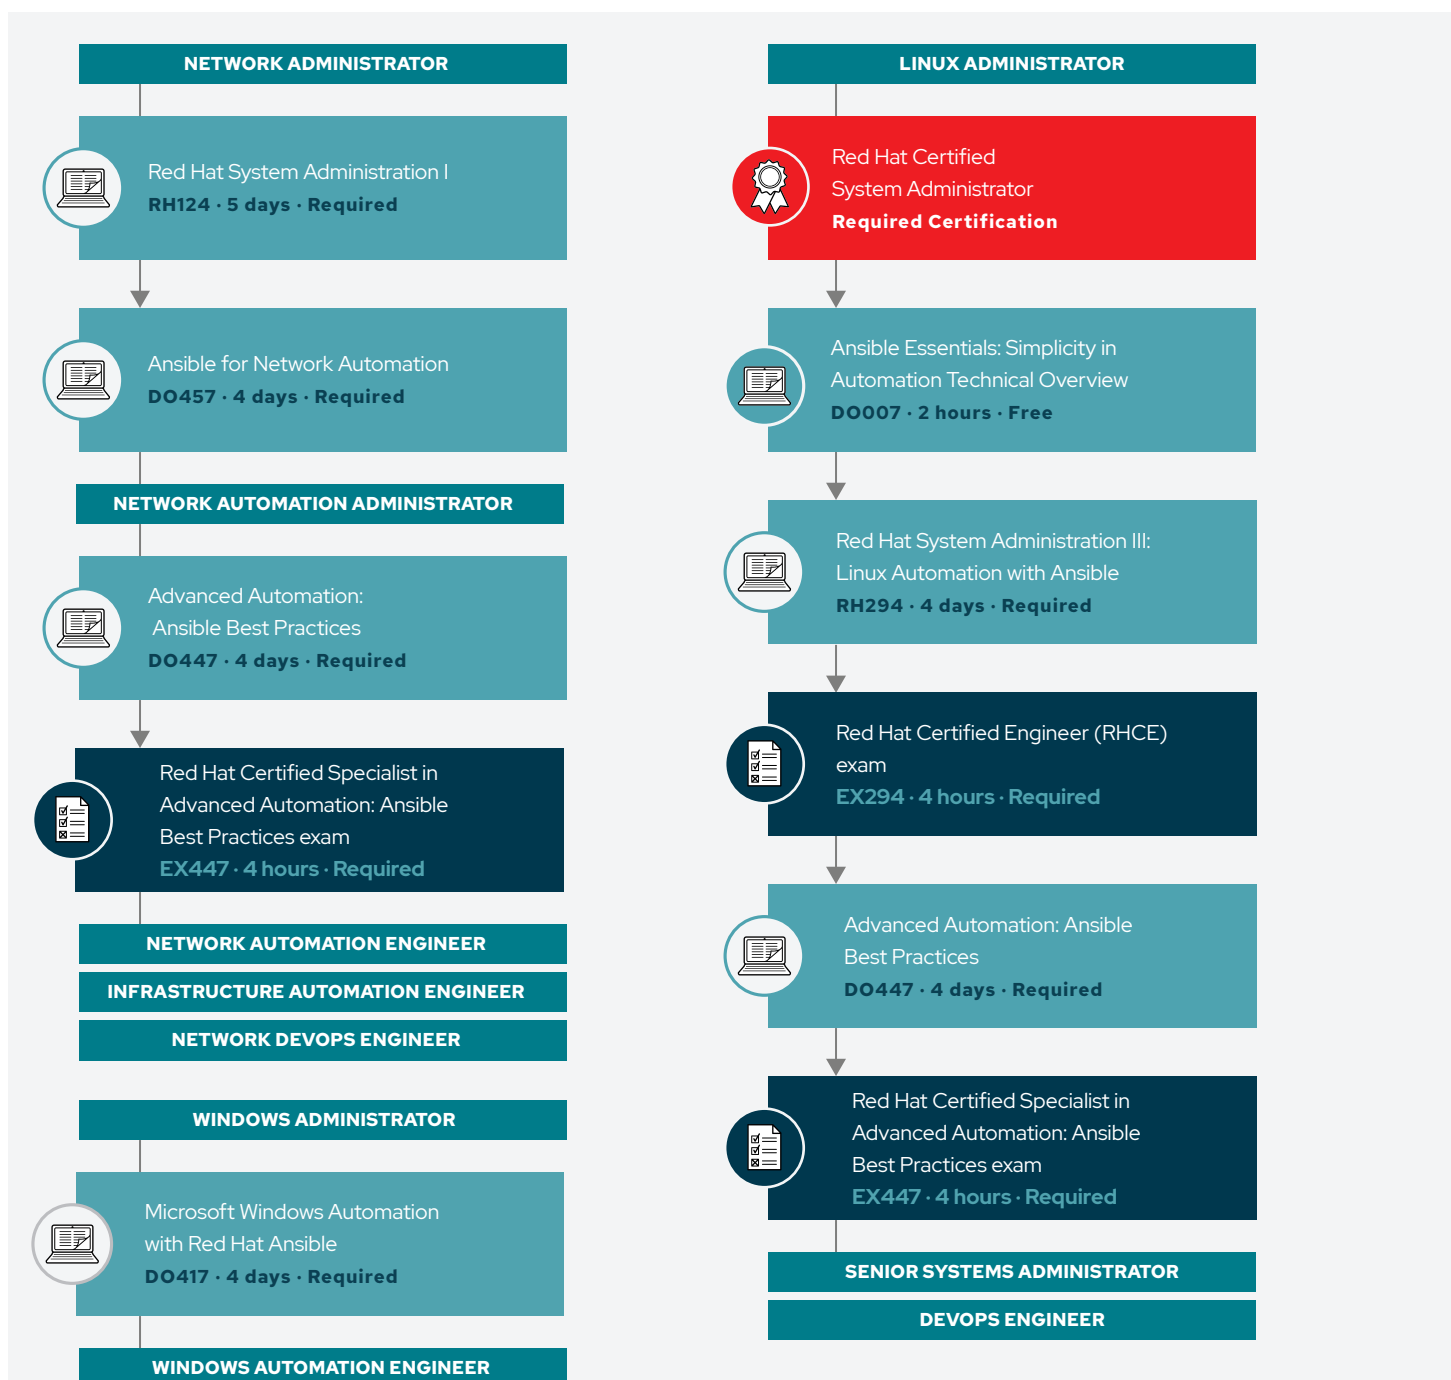 NETWORK ADMINISTRATOR
Red Hat System Administration I
RH124 · 5 days · Required
Ansible for Network Automation
DO457 · 4 days · Required
NETWORK AUTOMATION ADMINISTRATOR
Advanced Automation:
Ansible Best Practices
DO447 · 4 days · Required
Red Hat Certified Specialist in
Advanced Automation: Ansible
Best Practices exam
EX447 · 4 hours · Required
NETWORK AUTOMATION ENGINEER
INFRASTRUCTURE AUTOMATION ENGINEER
NETWORK DEVOPS ENGINEER
WINDOWS ADMINISTRATOR
Microsoft Windows Automation
with Red Hat Ansible
DO417 · 4 days · Required
WINDOWS AUTOMATION ENGINEER
LINUX ADMINISTRATOR
Red Hat Certified
System Administrator
Required Certification
Ansible Essentials: Simplicity in
Automation Technical Overview
DO007 · 2 hours · Free
Red Hat System Administration III:
Linux Automation with Ansible
RH294 · 4 days · Required
Red Hat Certified Engineer (RHCE)
exam
EX294 · 4 hours · Required
Advanced Automation: Ansible
Best Practices
DO447 · 4 days · Required
Red Hat Certified Specialist in
Advanced Automation: Ansible
Best Practices exam
EX447 · 4 hours · Required
SENIOR SYSTEMS ADMINISTRATOR
DEVOPS ENGINEER